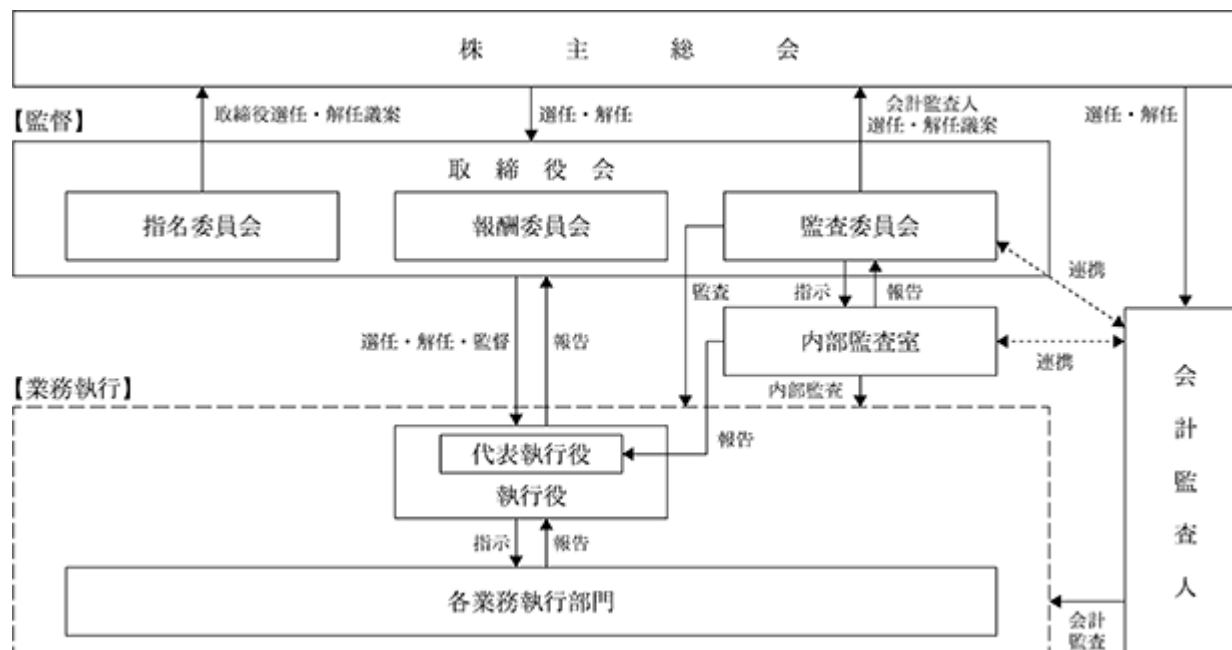 株主総会
取締役選任・解任議案
選任・解任
会計監査人
選任・解任議案
選任・解任
【監督】
取締役会
指名委員会
報酬委員会
監査委員会
連携
監査
指示
報告
選任・解任・監督
報告
内部監査室
連携
【業務執行】
内部監査
会計監査人
報告
代表執行役
執行役
指示
報告
各業務執行部門
会計
監査